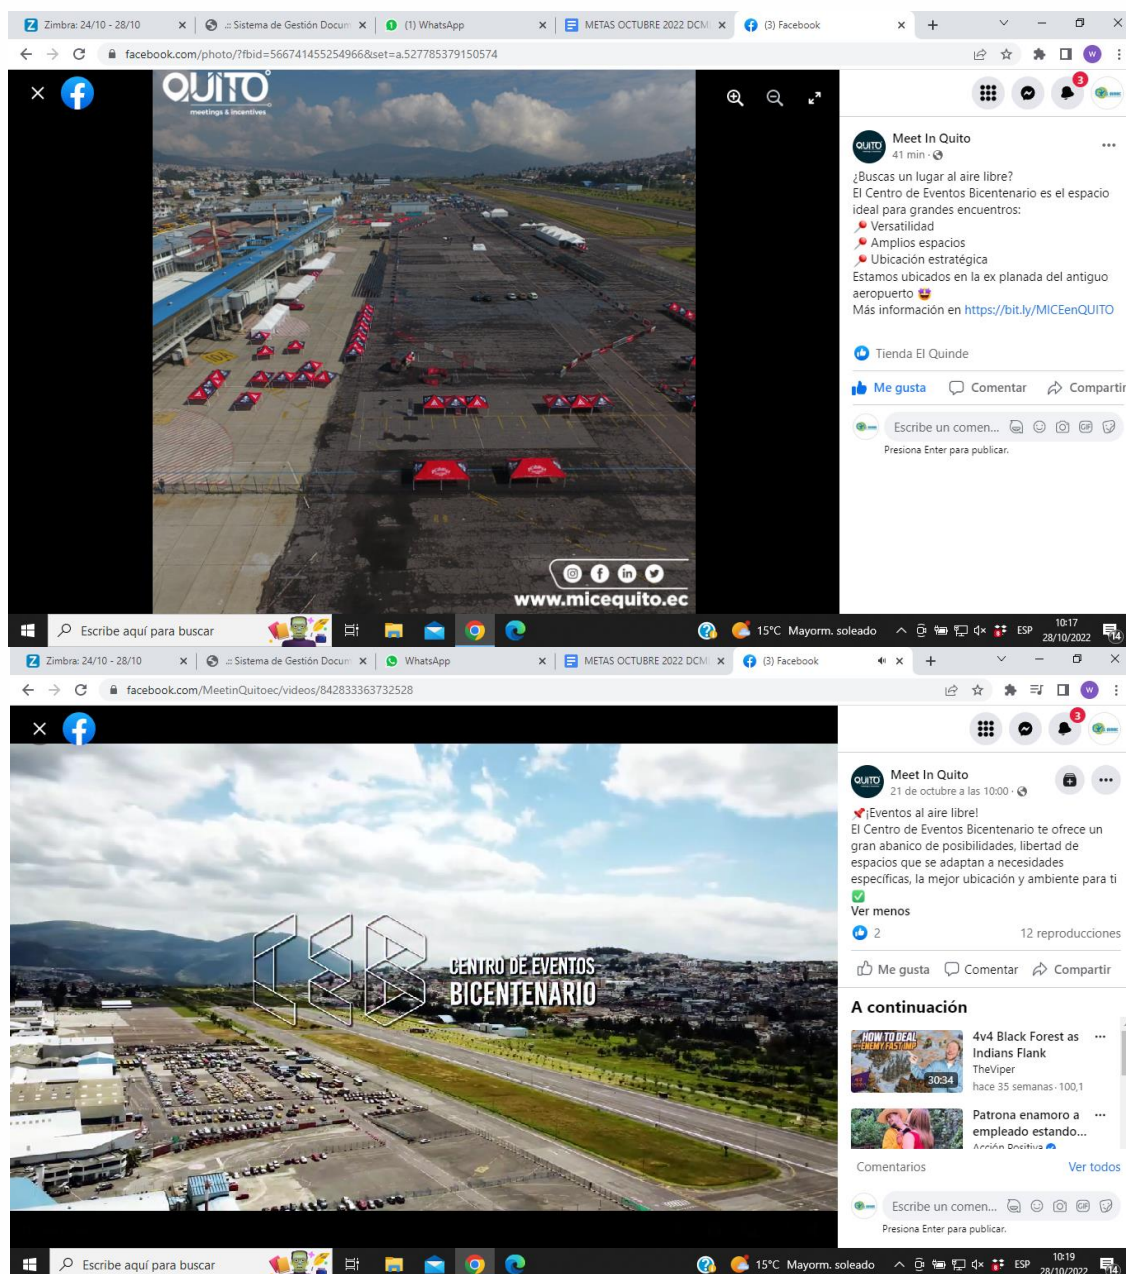 Zimbra: 24/10 - 28/10
.:: Sistema de Gestión Docum
(1) WhatsApp
METAS OCTUBRE 2022 DCM
(3) Facebook
facebook.com/photo/?fbid=566741455254966&set=a.527785379150574
QUITO
meetings & incentives
3
Meet In Quito
41 min
¿Buscas un lugar al aire libre?
El Centro de Eventos Bicentenario es el espacio
ideal para grandes encuentros:
Versatilidad
Amplios espacios
Ubicación estratégica
Estamos ubicados en la ex planada del antiguo
aeropuerto
Más información en https://bit.ly/MICEenQUITO
Tienda El Quinde
Me gusta Comentar Compartir
Escribe un comen...
Presiona Enter para publicar.
www.micequito.ec
Escribe aquí para buscar
15°C Mayorm. soleado
ESP
10:17
28/10/2022
14
Zimbra: 24/10 - 28/10
.:: Sistema de Gestión Docum
WhatsApp
METAS OCTUBRE 2022 DCM
(3) Facebook
facebook.com/MeetinQuitoec/videos/842833363732528
3
QUITO
Meet In Quito
21 de octubre a las 10:00
¡Eventos al aire libre!
El Centro de Eventos Bicentenario te ofrece un
gran abanico de posibilidades, libertad de
espacios que se adaptan a necesidades
específicas, la mejor ubicación y ambiente para ti
Ver menos
2 12 reproducciones
Me gusta Comentar Compartir
CEB
CENTRO DE EVENTOS
BICENTENARIO
A continuación
HOW TO DEAL
30:34
4v4 Black Forest as
Indians Flank
TheViper
hace 35 semanas · 100,1
Patrona enamoro a
empleado estando...
Acción Positiva
Comentarios Ver todos
Escribe un comen...
Presiona Enter para publicar.
Escribe aquí para buscar
15°C Mayorm. soleado
ESP
10:19
28/10/2022
14